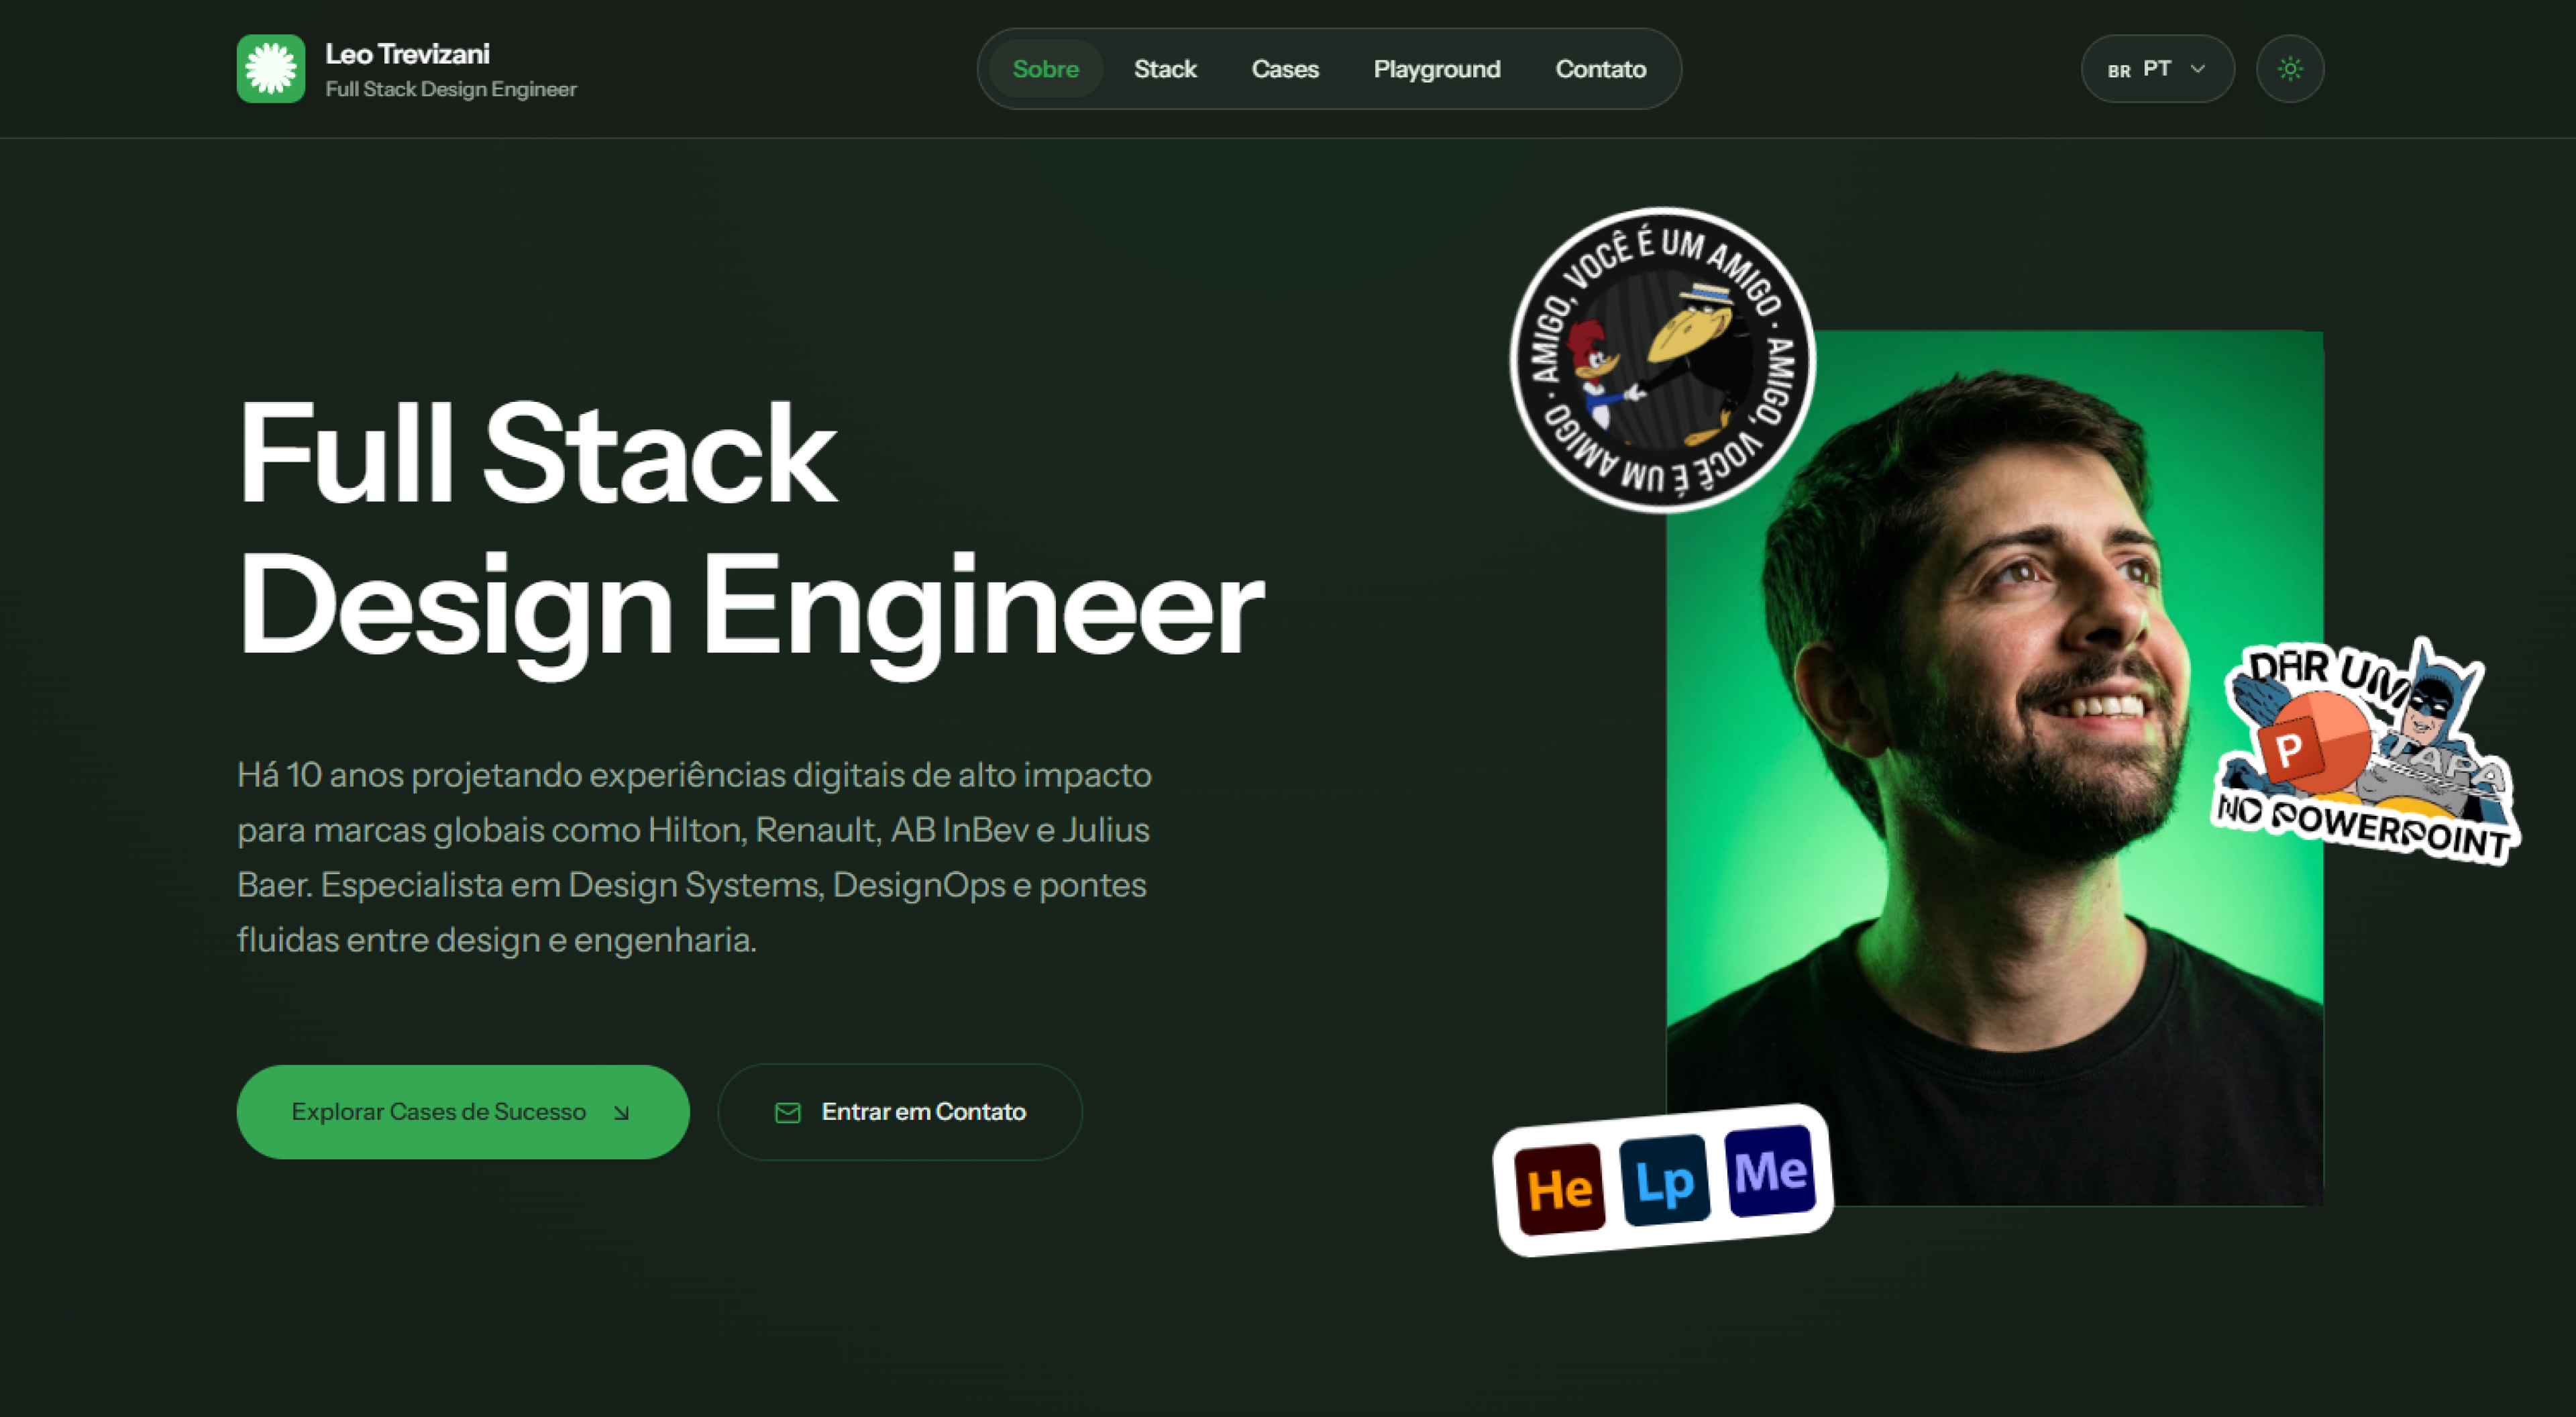 Leo Trevizani
Full Stack Design Engineer
Sobre
Stack
Cases
Playground
Contato
BR PT
AMIGO, VOCÊ É UM AMIGO · AMIGO, VOCÊ É UM AMIGO ·
Full Stack
Design Engineer
Há 10 anos projetando experiências digitais de alto impacto
para marcas globais como Hilton, Renault, AB InBev e Julius
Baer. Especialista em Design Systems, DesignOps e pontes
fluidas entre design e engenharia.
Explorar Cases de Sucesso
Entrar em Contato
DAR UM
P
TAPA
NO POWERPOINT
He Lp Me